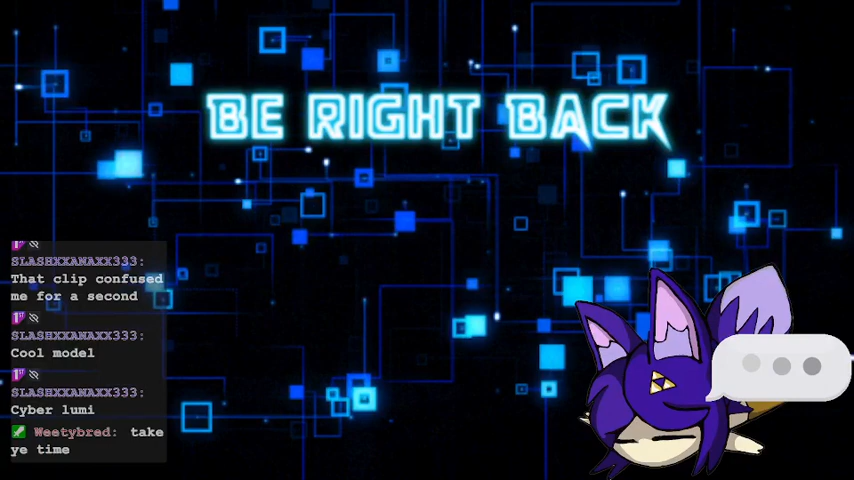 BE RIGHT BACK
SLASHXXANAXX333:
That clip confused
me for a second
SLASHXXANAXX333:
Cool model
SLASHXXANAXX333:
Cyber lumi
Weetybred: take
ye time